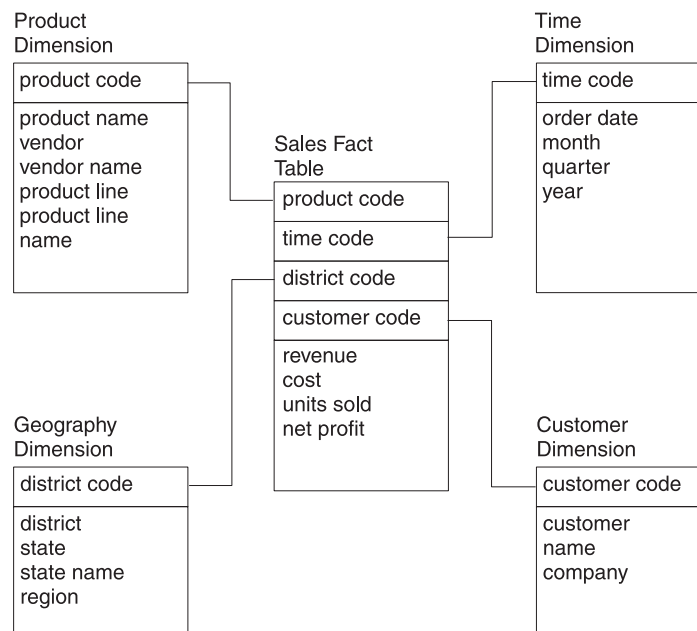 Product
Dimension
product code
product name
vendor
vendor name
product line
product line
name
Time
Dimension
time code
order date
month
quarter
year
Sales Fact
Table
product code
time code
district code
customer code
revenue
cost
units sold
net profit
Geography
Dimension
district code
district
state
state name
region
Customer
Dimension
customer code
customer
name
company